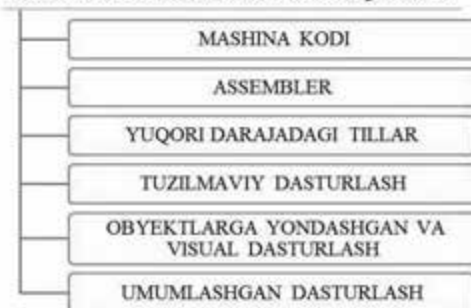 MASHINA KODI
ASSEMBLER
YUQORI DARAJADAGI TILLAR
TUZILMAVIY DASTURLASH
OBYEKTLARGA YONDASHGAN VA
VISUAL DASTURLASH
UMUMLASHGAN DASTURLASH